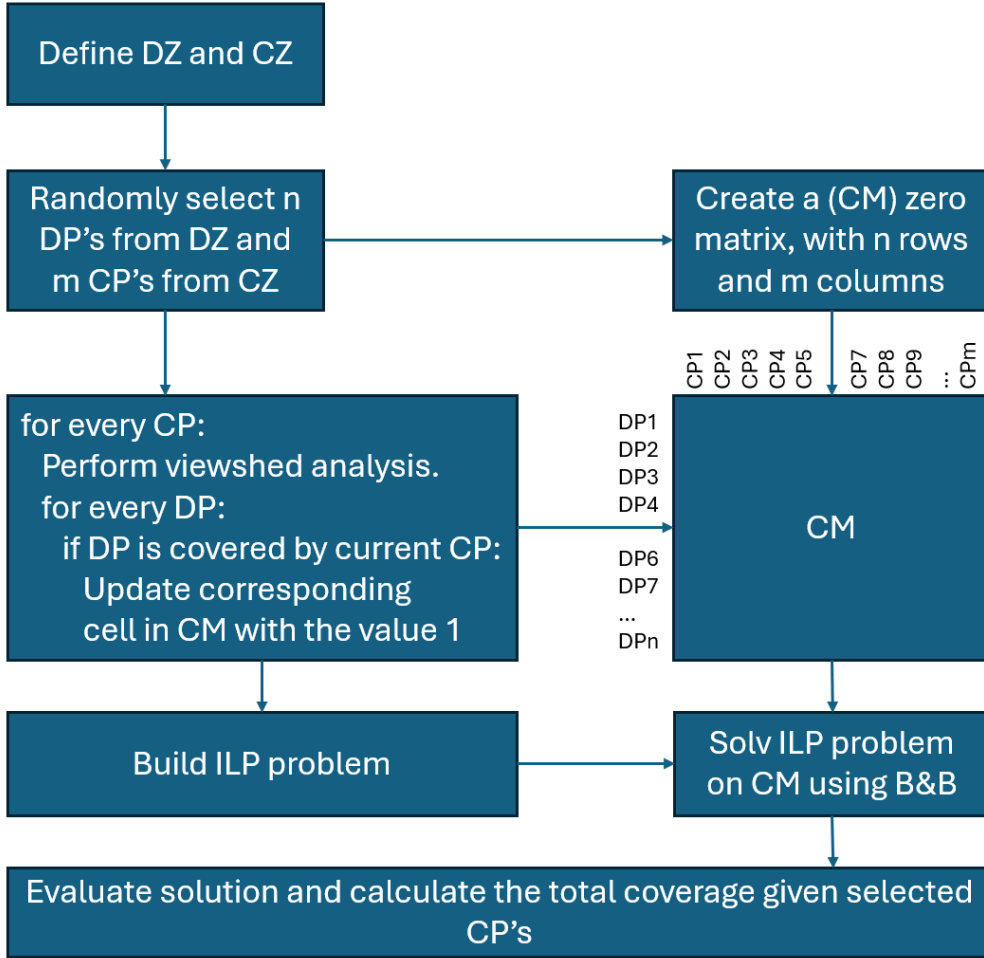 Define DZ and CZ
Randomly select n
DP's from DZ and
m CP's from CZ
Create a (CM) zero
matrix, with n rows
and m columns
CP1
CP2
CP3
CP4
CP5
CP7
CP8
CP9
...
CPm
for every CP:
Perform viewshed analysis.
for every DP:
if DP is covered by current CP:
Update corresponding
cell in CM with the value 1
DP1
DP2
DP3
DP4
DP6
DP7
...
DPn
CM
Build ILP problem
Solv ILP problem
on CM using B&B
Evaluate solution and calculate the total coverage given selected
CP's